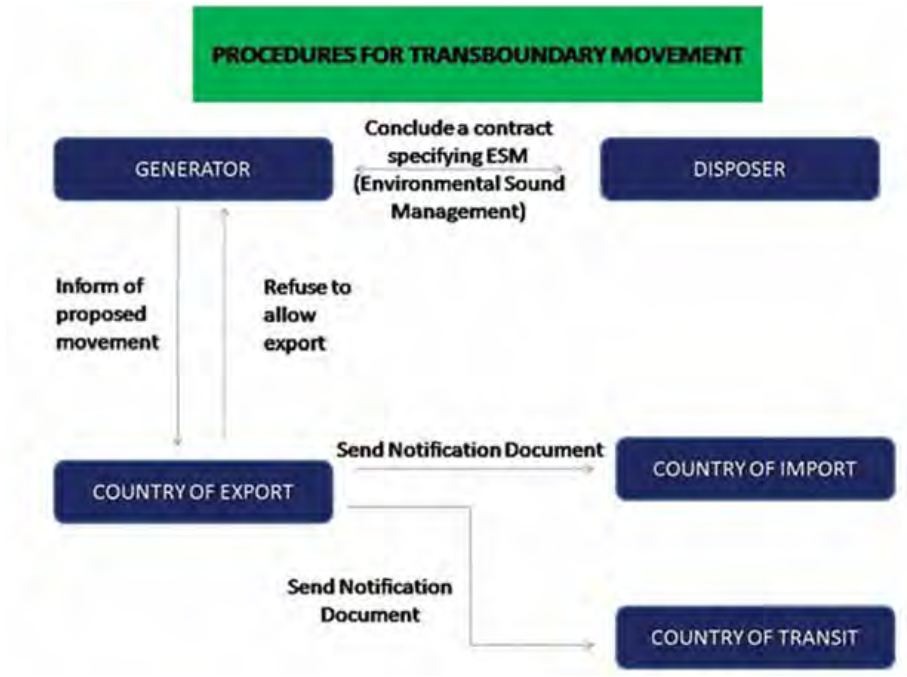 PROCEDURES FOR TRANSBOUNDARY MOVEMENT
GENERATOR
Conclude a contract
specifying ESM
(Environmental Sound
Management)
DISPOSER
Inform of
proposed
movement
Refuse to
allow
export
COUNTRY OF EXPORT
Send Notification Document
COUNTRY OF IMPORT
Send Notification
Document
COUNTRY OF TRANSIT